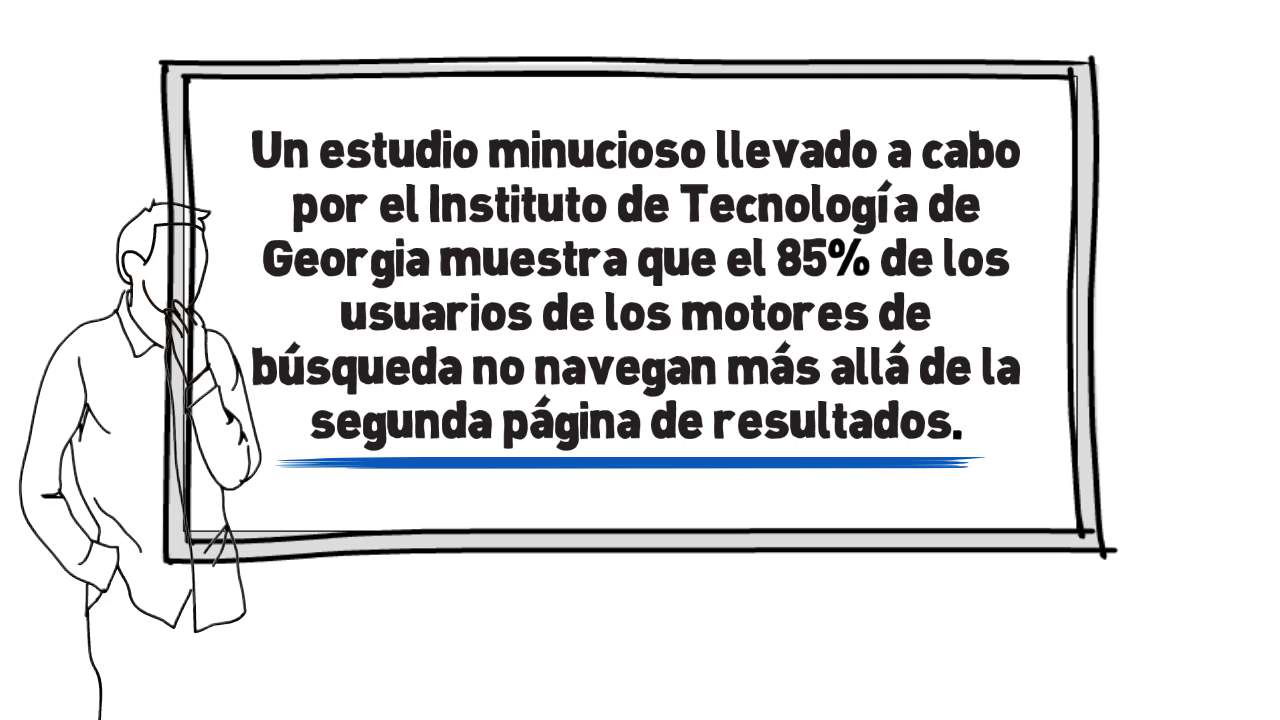 Un estudio minucioso llevado a cabo
por el Instituto de Tecnología de
Georgia muestra que el 85% de los
usuarios de los motores de
búsqueda no navegan más allá de la
segunda página de resultados.